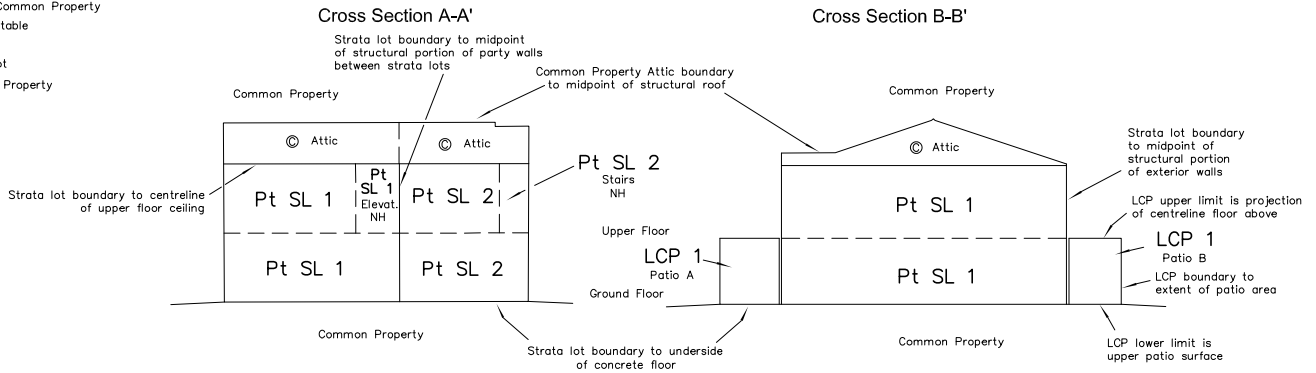 Common Property
table
ot
Property
Cross Section A-A'
Strata lot boundary to midpoint
of structural portion of party walls
between strata lots
Common Property
Common Property Attic boundary
to midpoint of structural roof
© Attic
© Attic
Strata lot boundary to centreline
of upper floor ceiling
Pt SL 1
Pt
SL 1
Elevat.
NH
Pt SL 2
Pt SL 2
Stairs
NH
Pt SL 1
Pt SL 2
Upper Floor
Ground Floor
Common Property
Strata lot boundary to underside
of concrete floor
Cross Section B-B'
Common Property
© Attic
Strata lot boundary
to midpoint of
structural portion
of exterior walls
Pt SL 1
LCP upper limit is projection
of centreline floor above
LCP 1
Patio A
Pt SL 1
LCP 1
Patio B
LCP boundary to
extent of patio area
Common Property
LCP lower limit is
upper patio surface